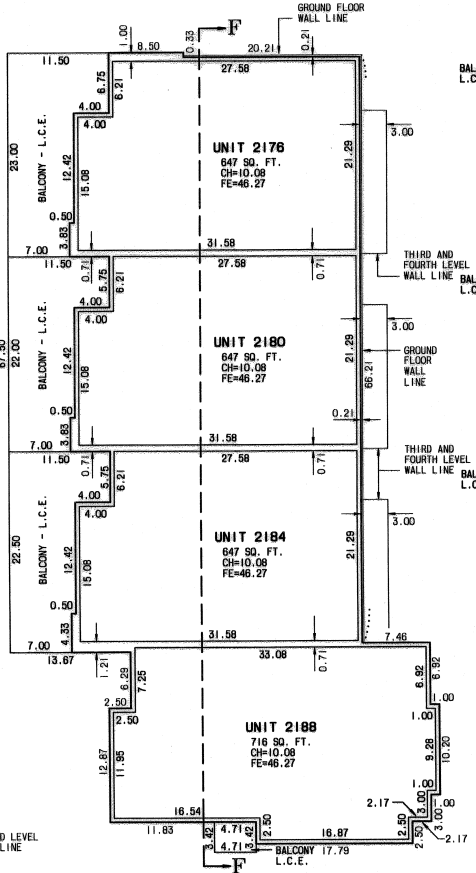 GROUND FLOOR
WALL LINE
F
1.00
8.50
0.33
20.21
0.21
11.50
27.58
BAL
L.C
6.75
6.21
4.00
4.00
3.00
23.00
BALCONY - L.C.E.
12.42
15.08
UNIT 2176
647 SQ. FT.
CH=10.08
FE=46.27
21.29
0.50
3.83
7.00
31.58
THIRD AND
FOURTH LEVEL
WALL LINE
BAL
L.C
11.50
0.71
27.58
0.71
5.75
6.21
4.00
4.00
3.00
67.50
22.00
BALCONY - L.C.E.
12.42
15.08
UNIT 2180
647 SQ. FT.
CH=10.08
FE=46.27
21.29
GROUND
FLOOR
WALL
LINE
66.21
0.50
0.21
3.83
7.00
31.58
THIRD AND
FOURTH LEVEL
WALL LINE
BAL
L.C
11.50
0.71
27.58
0.71
5.75
6.21
4.00
4.00
3.00
22.50
BALCONY - L.C.E.
12.42
15.08
UNIT 2184
647 SQ. FT.
CH=10.08
FE=46.27
21.29
0.50
4.33
7.00
31.58
7.46
13.67
1.21
33.08
0.71
6.29
7.25
6.92
6.92
2.50
2.50
1.00
1.00
12.87
11.95
UNIT 2188
716 SQ. FT.
CH=10.08
FE=46.27
9.28
10.20
1.00
1.00
3.00
3.00
16.54
2.17
2.17
11.83
3.42
4.71
3.42
4.71
2.50
16.87
2.50
2.50
BALCONY
L.C.E.
17.79
D LEVEL
LINE
F